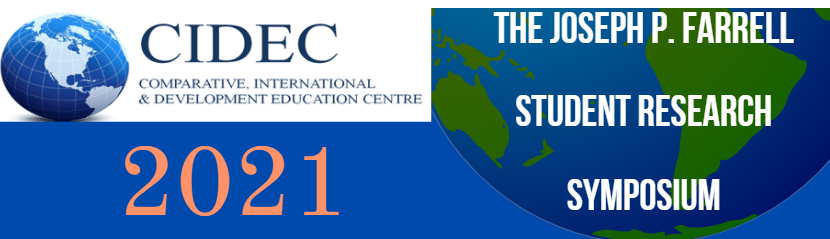 CIDEC
COMPARATIVE, INTERNATIONAL
& DEVELOPMENT EDUCATION CENTRE
2021
THE JOSEPH P. FARRELL
STUDENT RESEARCH
SYMPOSIUM